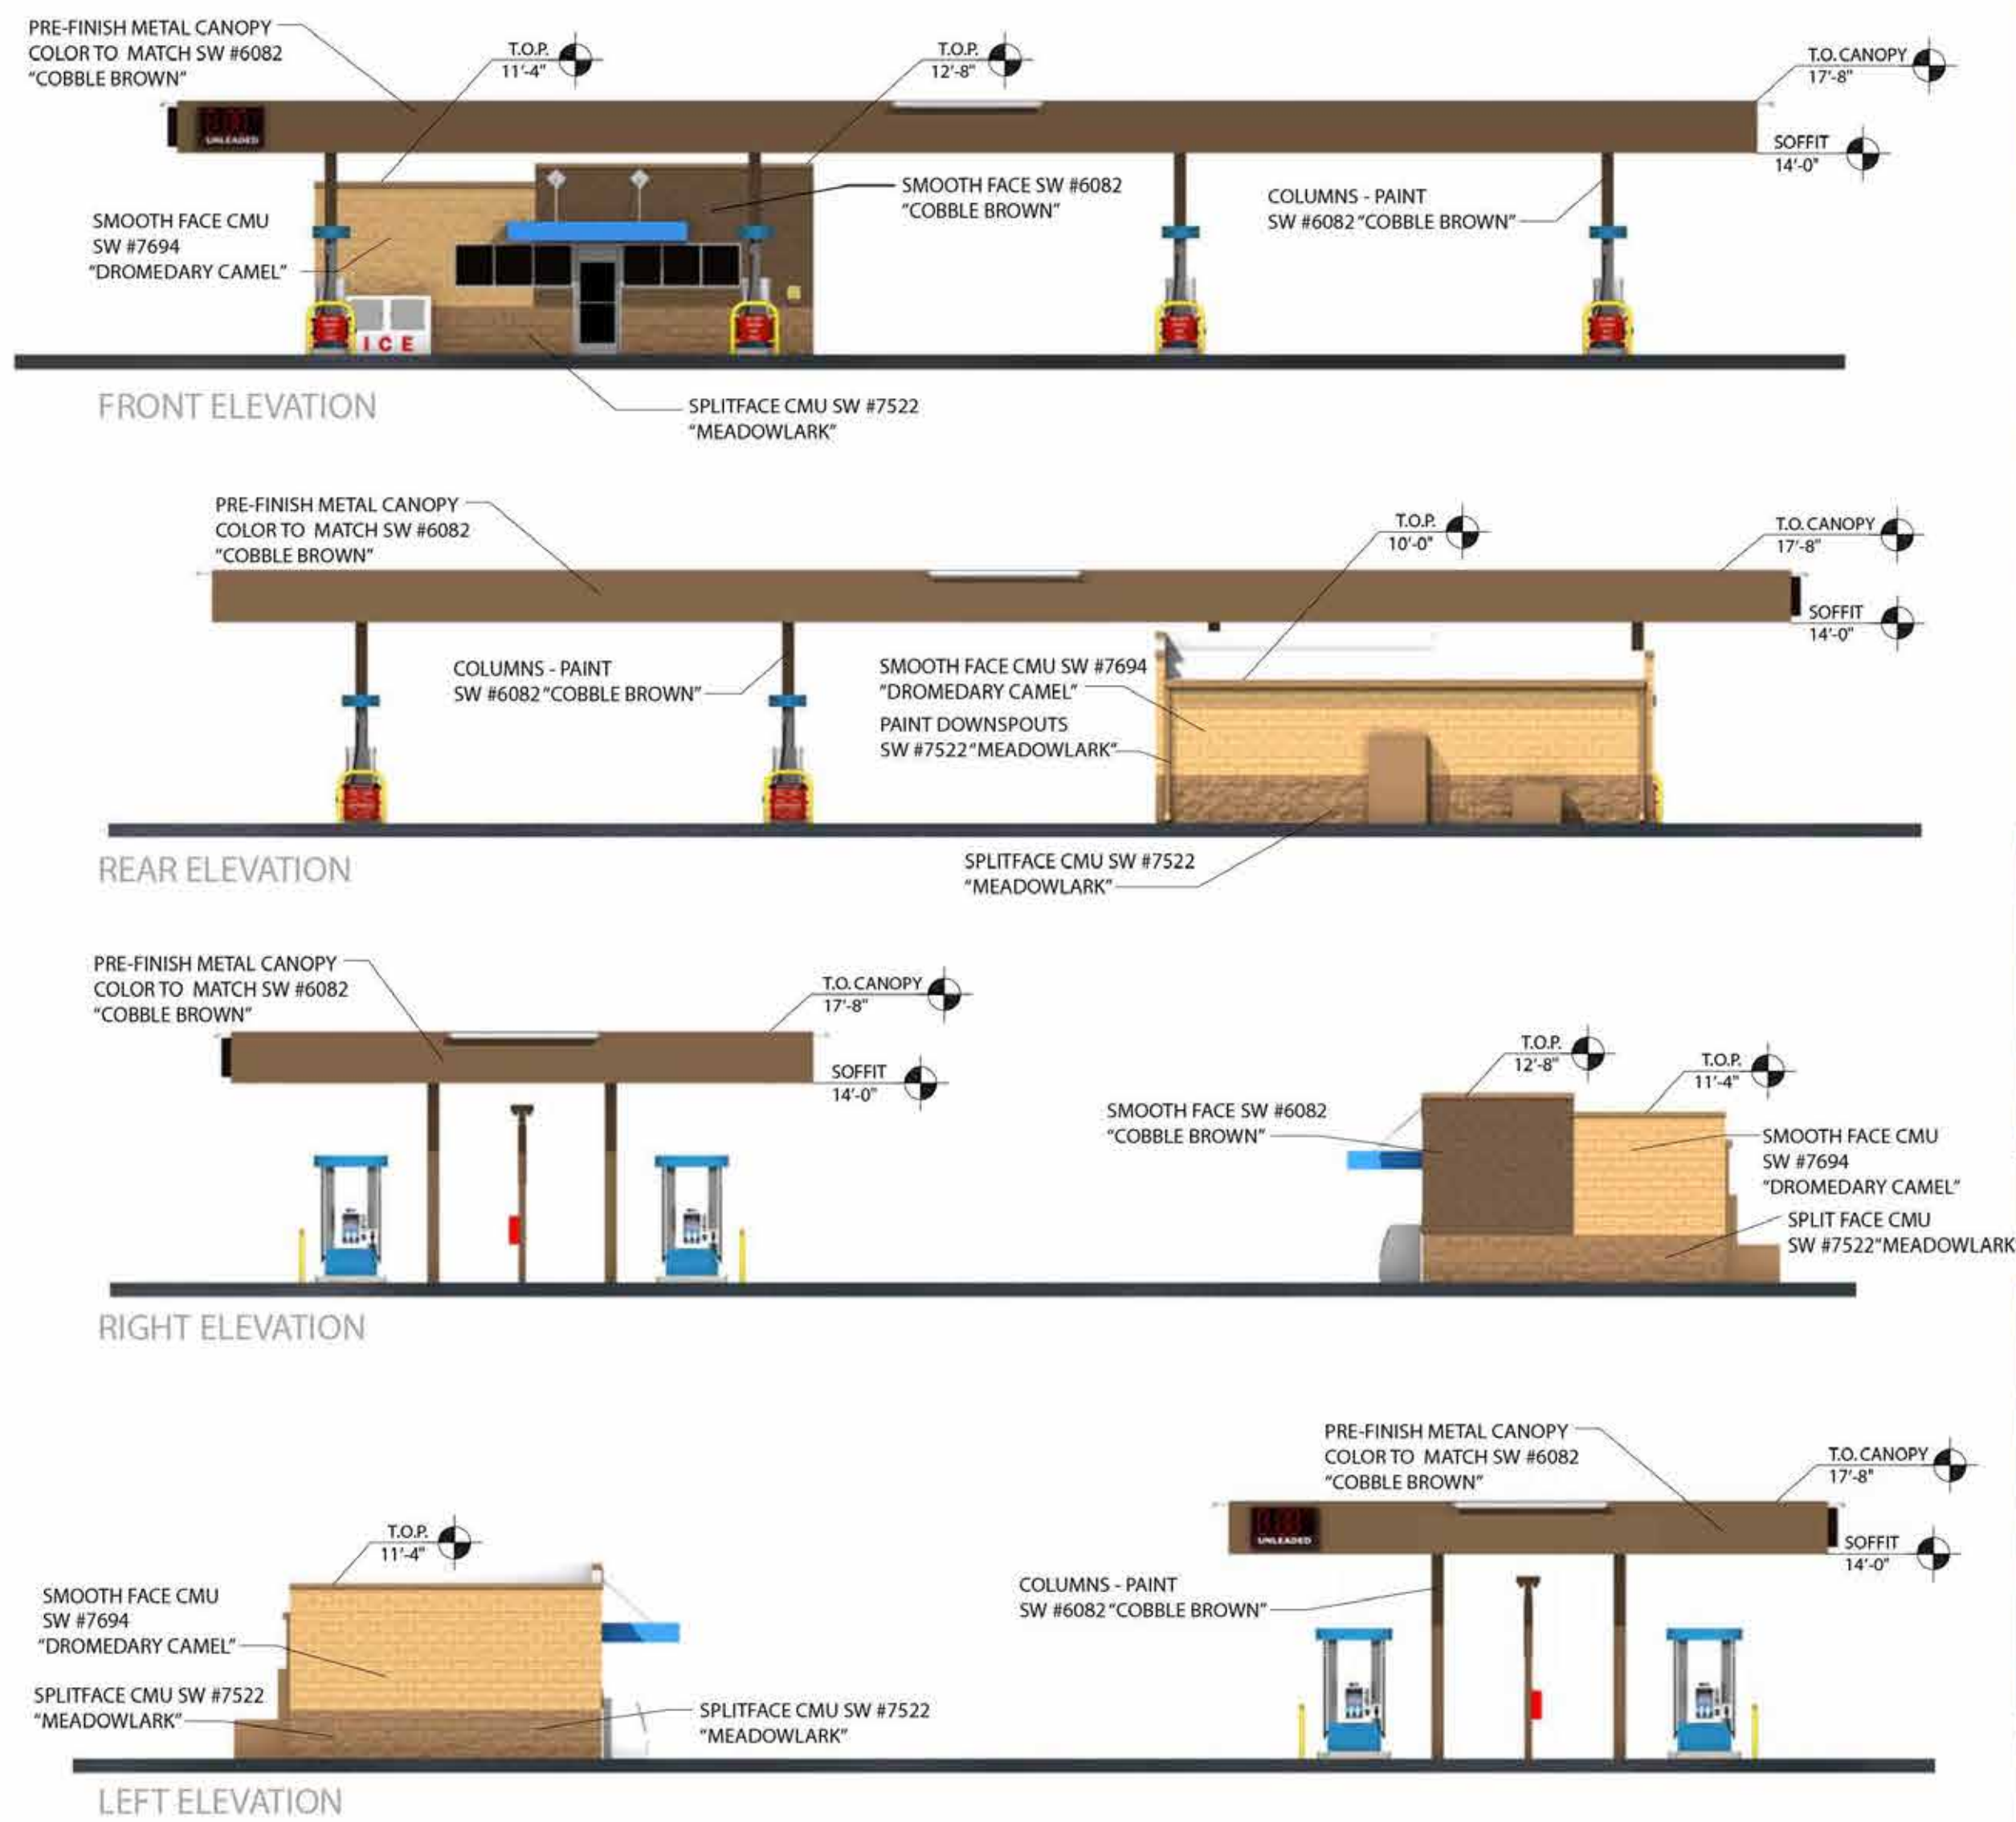 PRE-FINISH METAL CANOPY
COLOR TO MATCH SW #6082
"COBBLE BROWN"
T.O.P.
11'-4"
T.O.P.
12'-8"
T.O. CANOPY
17'-8"
UNLEADED
SOFFIT
14'-0"
SMOOTH FACE SW #6082
"COBBLE BROWN"
COLUMNS - PAINT
SW #6082 "COBBLE BROWN"
SMOOTH FACE CMU
SW #7694
"DROMEDARY CAMEL"
ICE
FRONT ELEVATION
SPLITFACE CMU SW #7522
"MEADOWLARK"
PRE-FINISH METAL CANOPY
COLOR TO MATCH SW #6082
"COBBLE BROWN"
T.O.P.
10'-0"
T.O. CANOPY
17'-8"
SOFFIT
14'-0"
COLUMNS - PAINT
SW #6082 "COBBLE BROWN"
SMOOTH FACE CMU SW #7694
"DROMEDARY CAMEL"
PAINT DOWNSPOUTS
SW #7522 "MEADOWLARK"
REAR ELEVATION
SPLITFACE CMU SW #7522
"MEADOWLARK"
PRE-FINISH METAL CANOPY
COLOR TO MATCH SW #6082
"COBBLE BROWN"
T.O. CANOPY
17'-8"
SOFFIT
14'-0"
T.O.P.
12'-8"
T.O.P.
11'-4"
SMOOTH FACE SW #6082
"COBBLE BROWN"
SMOOTH FACE CMU
SW #7694
"DROMEDARY CAMEL"
SPLIT FACE CMU
SW #7522 "MEADOWLARK
RIGHT ELEVATION
PRE-FINISH METAL CANOPY
COLOR TO MATCH SW #6082
"COBBLE BROWN"
T.O. CANOPY
17'-8"
UNLEADED
SOFFIT
14'-0"
T.O.P.
11'-4"
SMOOTH FACE CMU
SW #7694
"DROMEDARY CAMEL"
SPLITFACE CMU SW #7522
"MEADOWLARK"
SPLITFACE CMU SW #7522
"MEADOWLARK"
COLUMNS - PAINT
SW #6082 "COBBLE BROWN"
LEFT ELEVATION